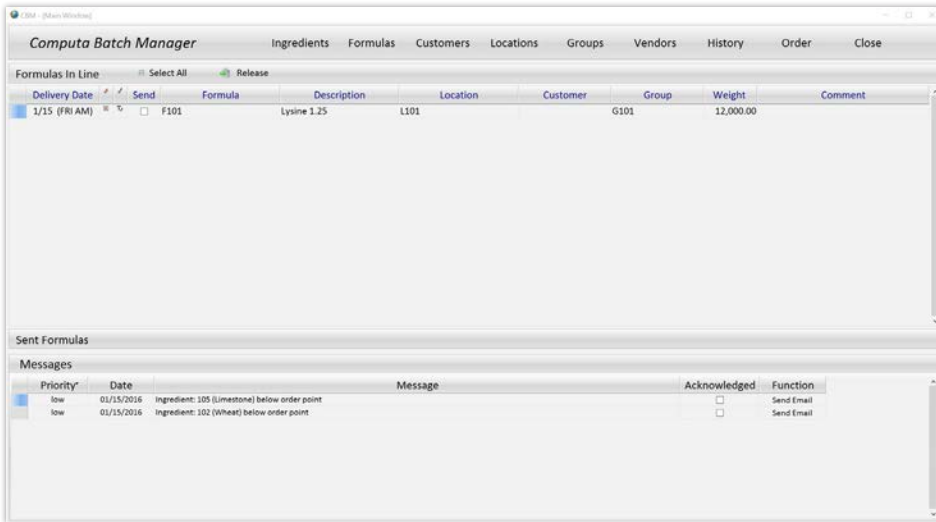 CBM - [Main Window]
Computa Batch Manager Ingredients Formulas Customers Locations Groups Vendors History Order Close
Formulas In Line Select All Release
Delivery Date Send Formula Description Location Customer Group Weight Comment
1/15 (FRI AM) F101 Lysine 1.25 L101 G101 12,000.00
Sent Formulas
Messages
Priority Date Message Acknowledged Function
low 01/15/2016 Ingredient: 105 (Limestone) below order point Send Email
low 01/15/2016 Ingredient: 102 (Wheat) below order point Send Email